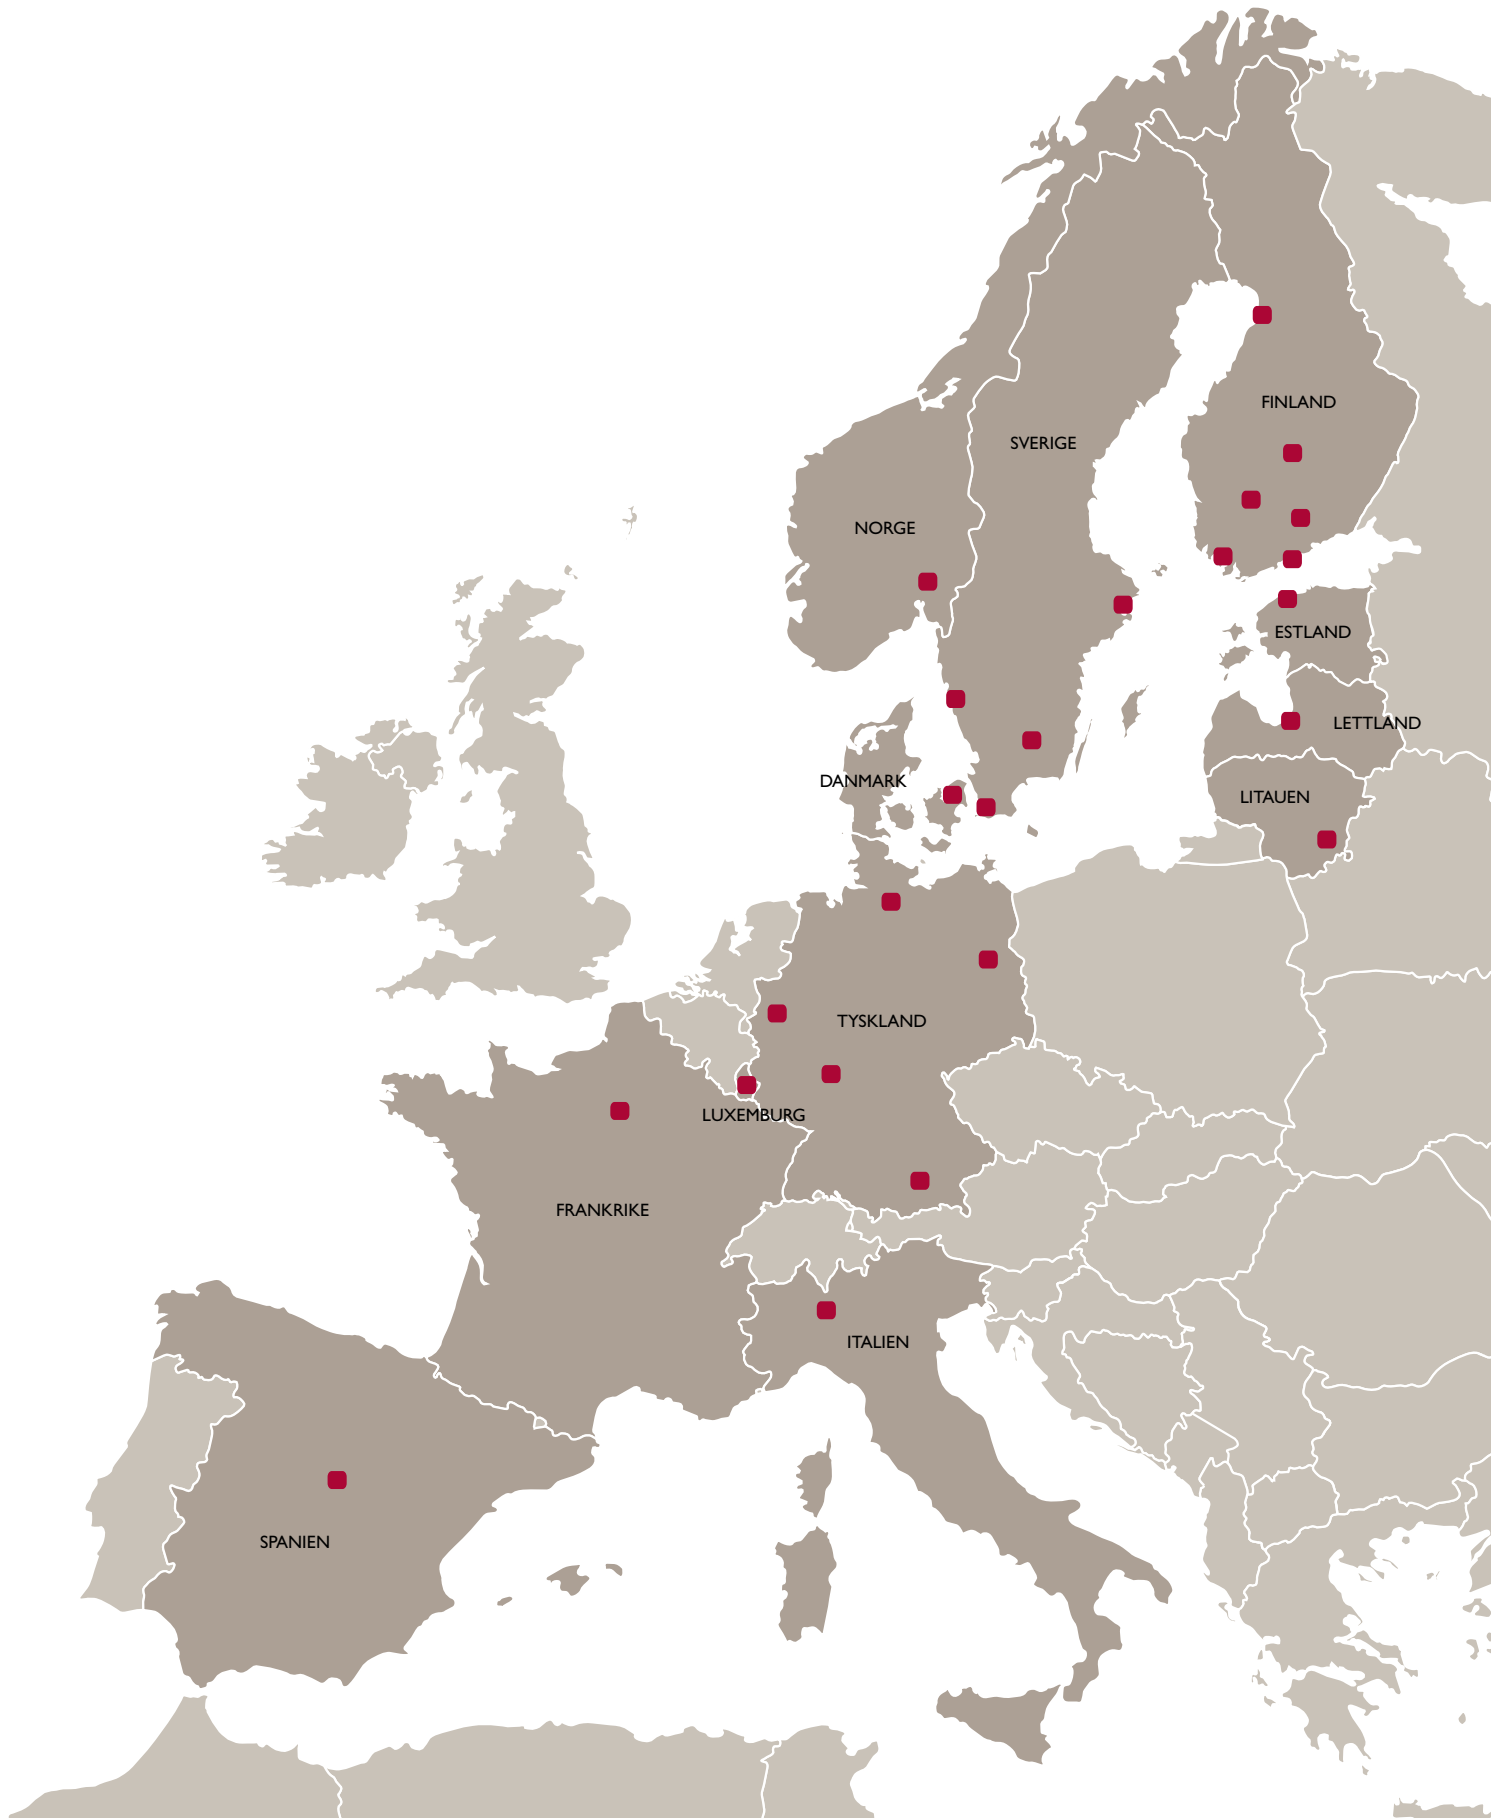 FINLAND
SVERIGE
NORGE
ESTLAND
LETTLAND
DANMARK
LITAUEN
TYSKLAND
LUXEMBURG
FRANKRIKE
ITALIEN
SPANIEN